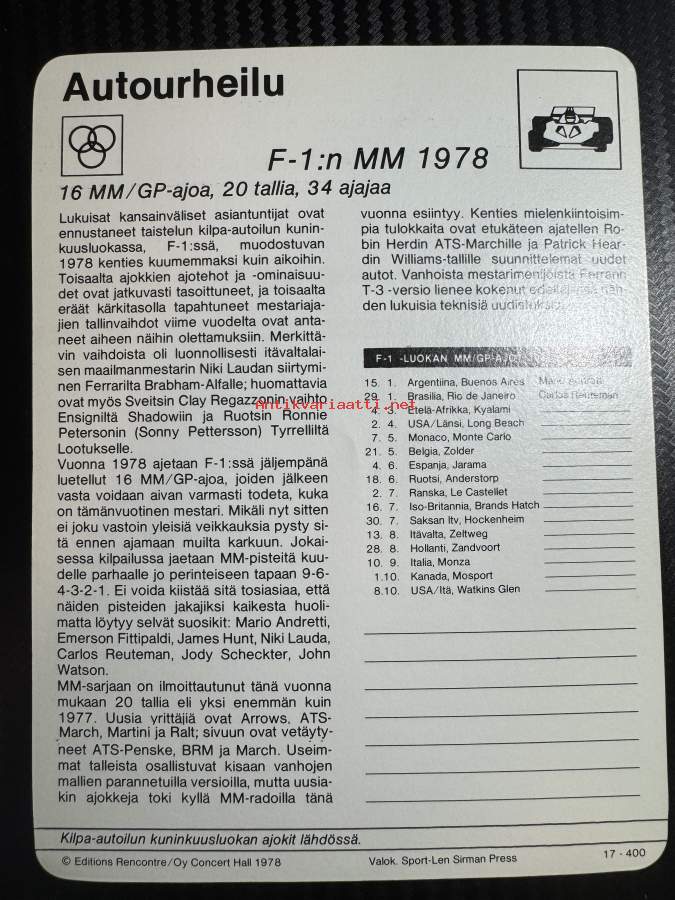 Autourheilu
F-1:n MM 1978
16 MM/GP-ajoa, 20 tallia, 34 ajajaa
Lukuisat kansainväliset asiantuntijat ovat
ennustaneet taistelun kilpa-autoilun kunin-
kuusluokassa, F-1:ssä, muodostuvan
1978 kenties kuumemmaksi kuin aikoihin.
Toisaalta ajokkien ajotehot ja -ominaisuu-
det ovat jatkuvasti tasoittuneet, ja toisaalta
eräät kärkitasolla tapahtuneet mestariaja-
jien tallinvaihdot viime vuodelta ovat anta-
neet aiheen näihin olettamuksiin. Merkittä-
vin vaihdoista oli luonnollisesti itävaltalai-
sen maailmanmestarin Niki Laudan siirtymi-
nen Ferrarilta Brabham-Alfalle; huomattavia
ovat myös Sveitsin Clay Regazzonin vaihto
Ensigniltä Shadowiin ja Ruotsin Ronnie
Petersonin (Sonny Pettersson) Tyrrelliltä
Lootukselle.
Vuonna 1978 ajetaan F-1:ssä jäljempänä
luetellut 16 MM/GP-ajoa, joiden jälkeen
vasta voidaan aivan varmasti todeta, kuka
on tämänvuotinen mestari. Mikäli nyt sitten
ei joku vastoin yleisiä veikkauksia pysty si-
tä ennen ajamaan muilta karkuun. Jokai-
sessa kilpailussa jaetaan MM-pisteitä kuu-
delle parhaalle jo perinteiseen tapaan 9-6-
4-3-2-1. Ei voida kiistää sitä tosiasiaa, että
näiden pisteiden jakajiksi kaikesta huoli-
matta löytyy selvät suosikit: Mario Andretti,
Emerson Fittipaldi, James Hunt, Niki Lauda,
Carlos Reuteman, Jody Scheckter, John
Watson.
MM-sarjaan on ilmoittautunut tänä vuonna
mukaan 20 tallia eli yksi enemmän kuin
1977. Uusia yrittäjiä ovat Arrows, ATS-
March, Martini ja Ralt; sivuun ovat vetäyty-
neet ATS-Penske, BRM ja March. Useim-
mat talleista osallistuvat kisaan vanhojen
mallien parannetuilla versioilla, mutta uusia-
kin ajokkeja toki kyllä MM-radoilla tänä
vuonna esiintyy. Kenties mielenkiintoisim-
pia tulokkaita ovat etukäteen ajatellen Ro-
bin Herdin ATS-Marchille ja Patrick Hear-
din Williams-tallille suunnittelemat uudet
autot. Vanhoista mestarimenijöistä Ferrarin
T-3 -versio lienee kokenut näh-
den lukuisia teknisiä uudistuksia.
F-1 -LUOKAN MM/GP-AJOT
15. 1. Argentiina, Buenos Aires Mario Andretti
29. 1. Brasilia, Rio de Janeiro Carlos Reuteman
4. 3. Etelä-Afrikka, Kyalami
2. 4. USA/Länsi, Long Beach
7. 5. Monaco, Monte Carlo
21. 5. Belgia, Zolder
4. 6. Espanja, Jarama
18. 6. Ruotsi, Anderstorp
2. 7. Ranska, Le Castellet
16. 7. Iso-Britannia, Brands Hatch
30. 7. Saksan ltv, Hockenheim
13. 8. Itävalta, Zeltweg
28. 8. Hollanti, Zandvoort
10. 9. Italia, Monza
1.10. Kanada, Mosport
8.10. USA/Itä, Watkins Glen
Antikvariaatti.net
Kilpa-autoilun kuninkuusluokan ajokit lähdössä.
© Editions Rencontre/Oy Concert Hall 1978 Valok. Sport-Len Sirman Press 17 - 400